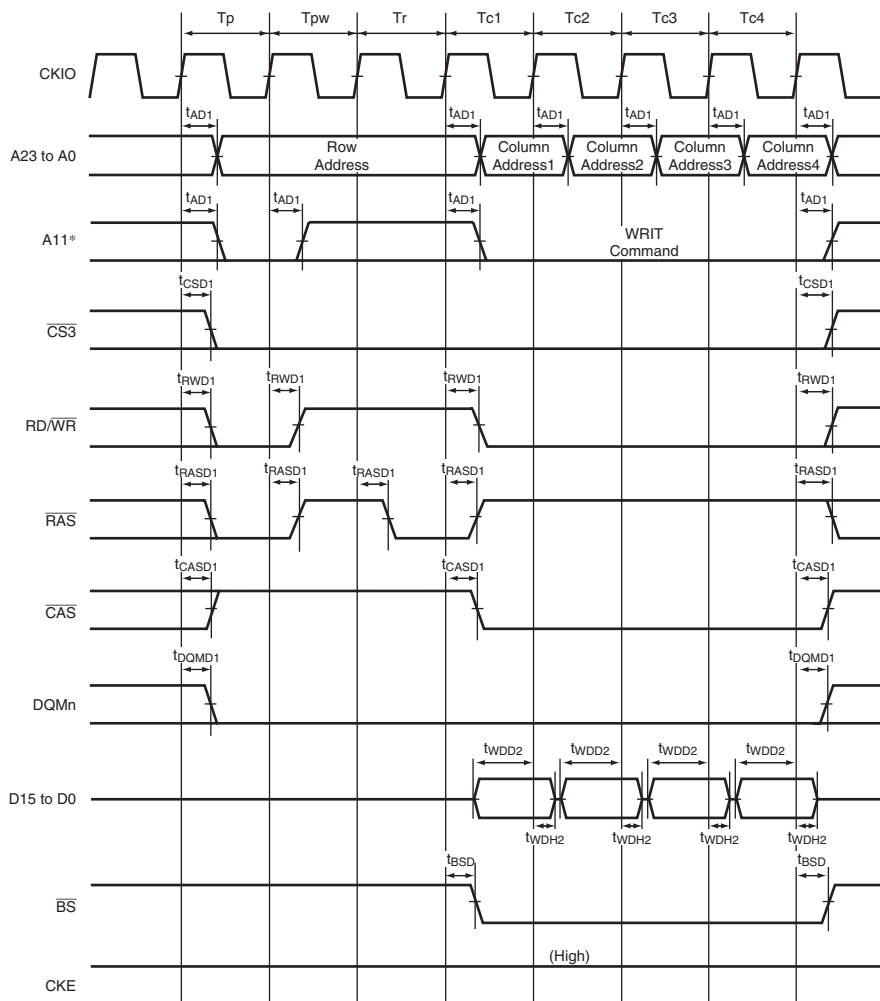 Tp Tpw Tr Tc1 Tc2 Tc3 Tc4
CKIO
tAD1 tAD1 tAD1 tAD1 tAD1 tAD1
A23 to A0
Row
Address
Column
Address1
Column
Address2
Column
Address3
Column
Address4
tAD1 tAD1 tAD1 tAD1
A11*
WRIT
Command
tCSD1 tCSD1
CS3
tRWD1 tRWD1 tRWD1 tRWD1
RD/WR
tRASD1 tRASD1 tRASD1 tRASD1 tRASD1
RAS
tCASD1 tCASD1 tCASD1
CAS
tDQMD1 tDQMD1
DQMn
tWDD2 tWDD2 tWDD2 tWDD2
D15 to D0
tWDH2 tWDH2 tWDH2 tWDH2
tBSD tBSD
BS
(High)
CKE